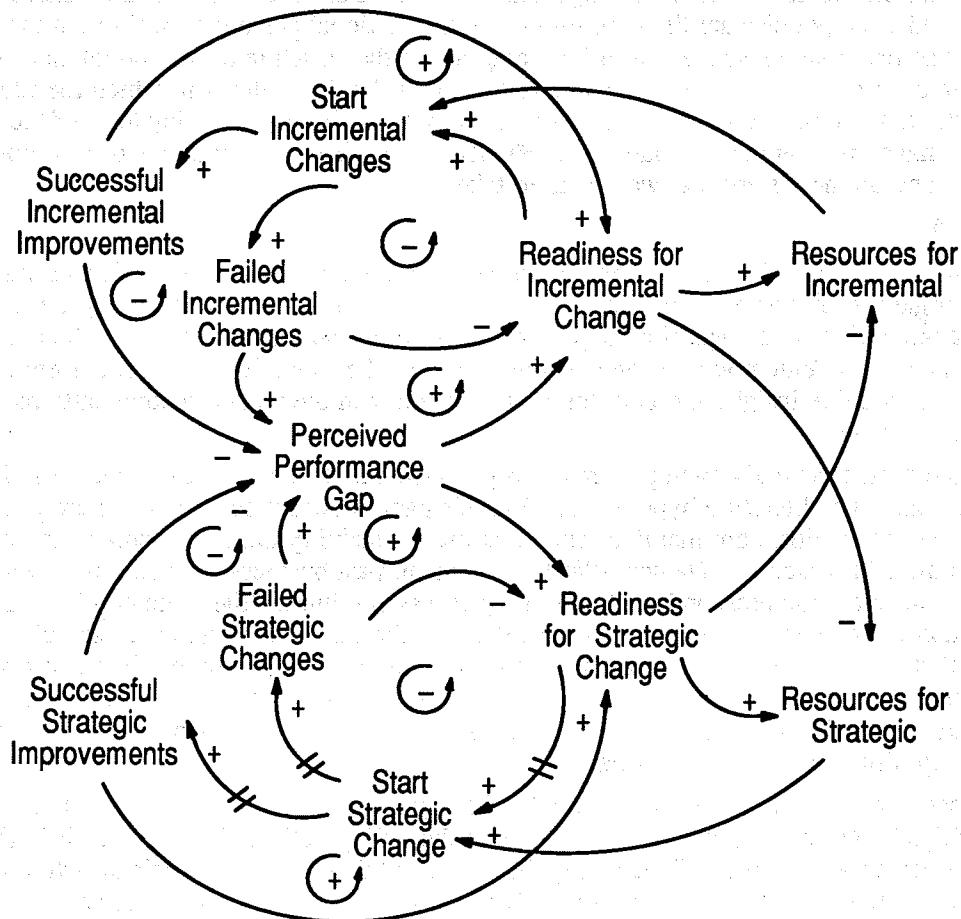 +
Start
Incremental
Changes
+
+
+
Successful
Incremental
Improvements
+
–
+
Readiness for
Incremental
Change
+
Resources for
Incremental
–
Failed
Incremental
Changes
–
–
+
+
+
Perceived
Performance
Gap
–
–
+
–
+
Failed
Strategic
Changes
–
+
Readiness
for Strategic
Change
–
–
+
Resources for
Strategic
Successful
Strategic
Improvements
+
+
+
+
Start
Strategic
Change
+
+